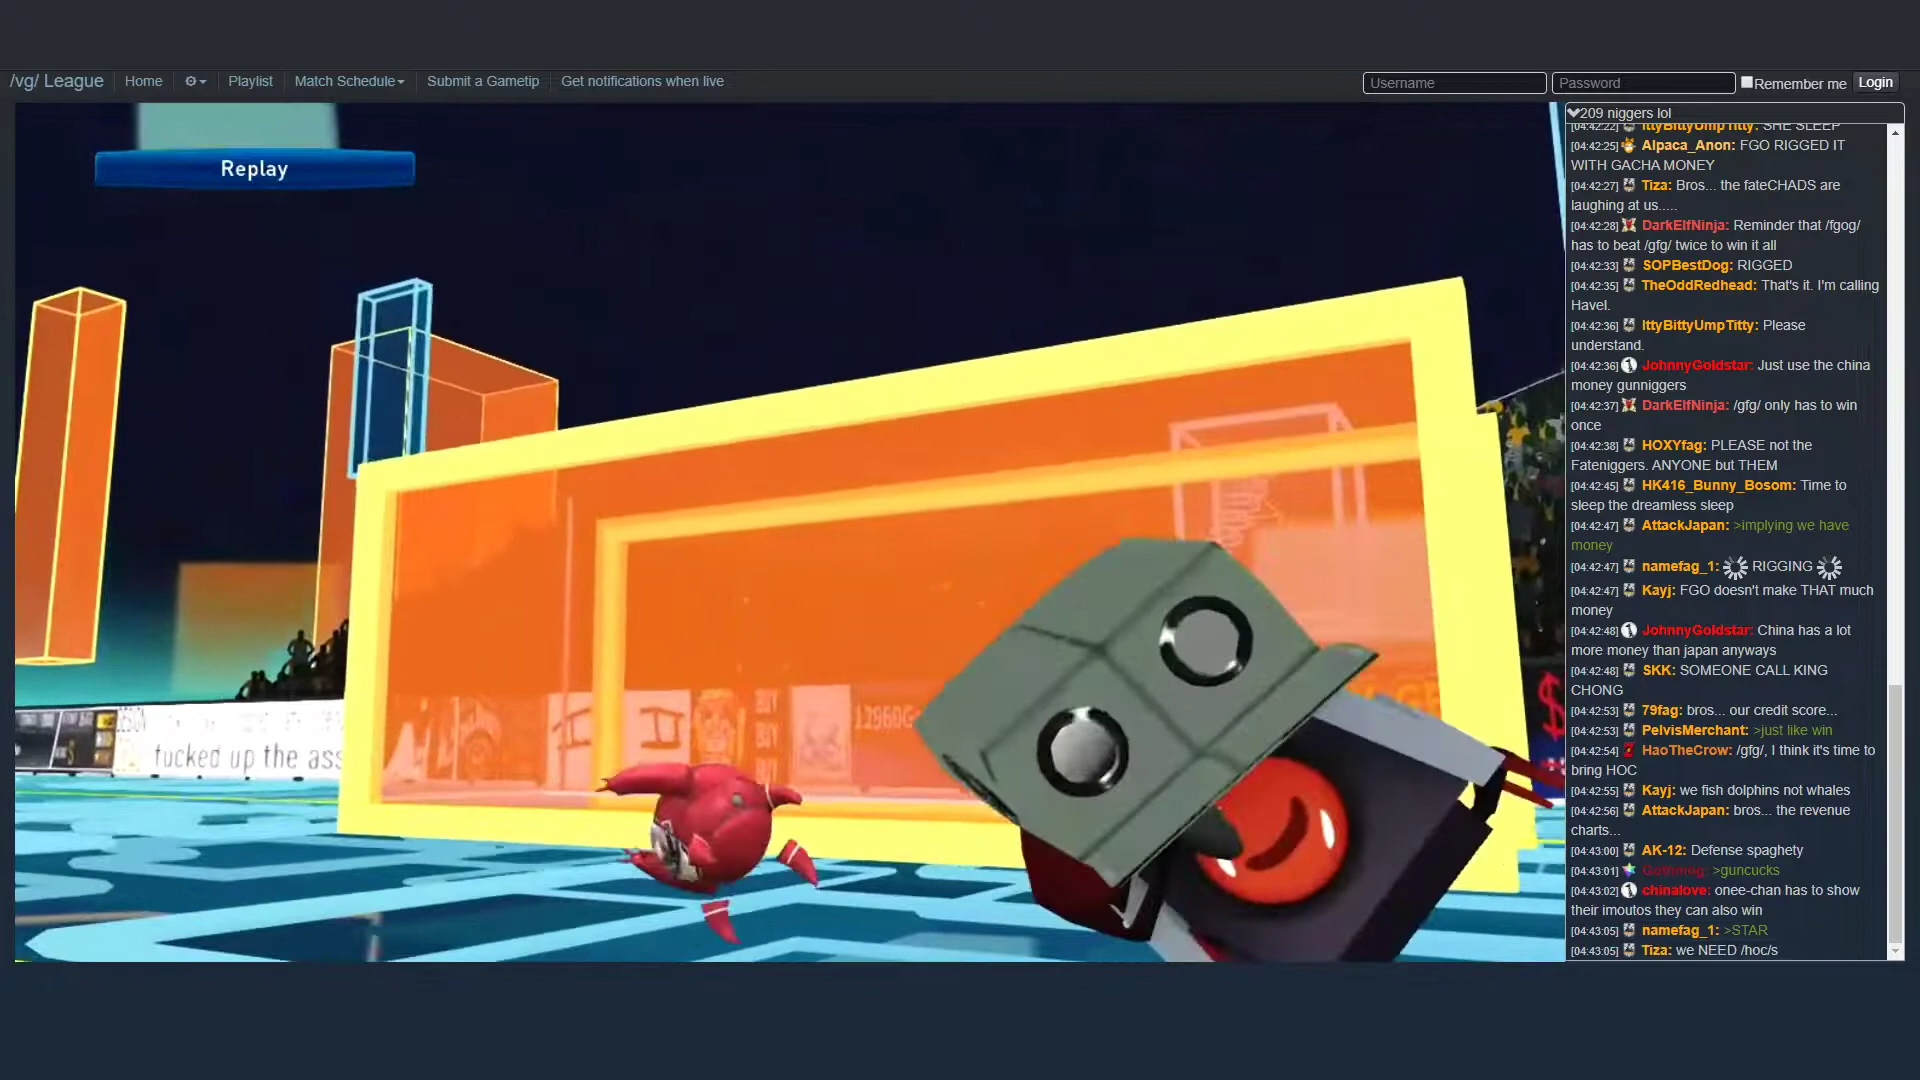 /vg/ League Home Playlist Match Schedule Submit a Gametip Get notifications when live Username Password Remember me Login
Replay
209 niggers lol
[04:42:22] IttyBittyUmpTitty: SHE SLEEP
[04:42:25] Alpaca_Anon: FGO RIGGED IT
WITH GACHA MONEY
[04:42:27] Tiza: Bros... the fateCHADS are
laughing at us.....
[04:42:28] DarkElfNinja: Reminder that /fgog/
has to beat /gfg/ twice to win it all
[04:42:33] SOPBestDog: RIGGED
[04:42:35] TheOddRedhead: That's it. I'm calling
Havel.
[04:42:36] IttyBittyUmpTitty: Please
understand.
[04:42:36] JohnnyGoldstar: Just use the china
money gunniggers
[04:42:37] DarkElfNinja: /gfg/ only has to win
once
[04:42:38] HOXYfag: PLEASE not the
Fateniggers. ANYONE but THEM
[04:42:45] HK416_Bunny_Bosom: Time to
sleep the dreamless sleep
[04:42:47] AttackJapan: >implying we have
money
[04:42:47] namefag_1: RIGGING
[04:42:47] Kayj: FGO doesn't make THAT much
money
[04:42:48] JohnnyGoldstar: China has a lot
more money than japan anyways
[04:42:48] SKK: SOMEONE CALL KING
CHONG
[04:42:53] 79fag: bros... our credit score...
[04:42:53] PelvisMerchant: >just like win
[04:42:54] HaoTheCrow: /gfg/, I think it's time to
bring HOC
[04:42:55] Kayj: we fish dolphins not whales
[04:42:56] AttackJapan: bros... the revenue
charts...
[04:43:00] AK-12: Defense spaghety
[04:43:01] Gothmog: >guncucks
[04:43:02] chinalove: onee-chan has to show
their imoutos they can also win
[04:43:05] namefag_1: >STAR
[04:43:05] Tiza: we NEED /hoc/s
fucked up the ass
BUY
BUY
BUY